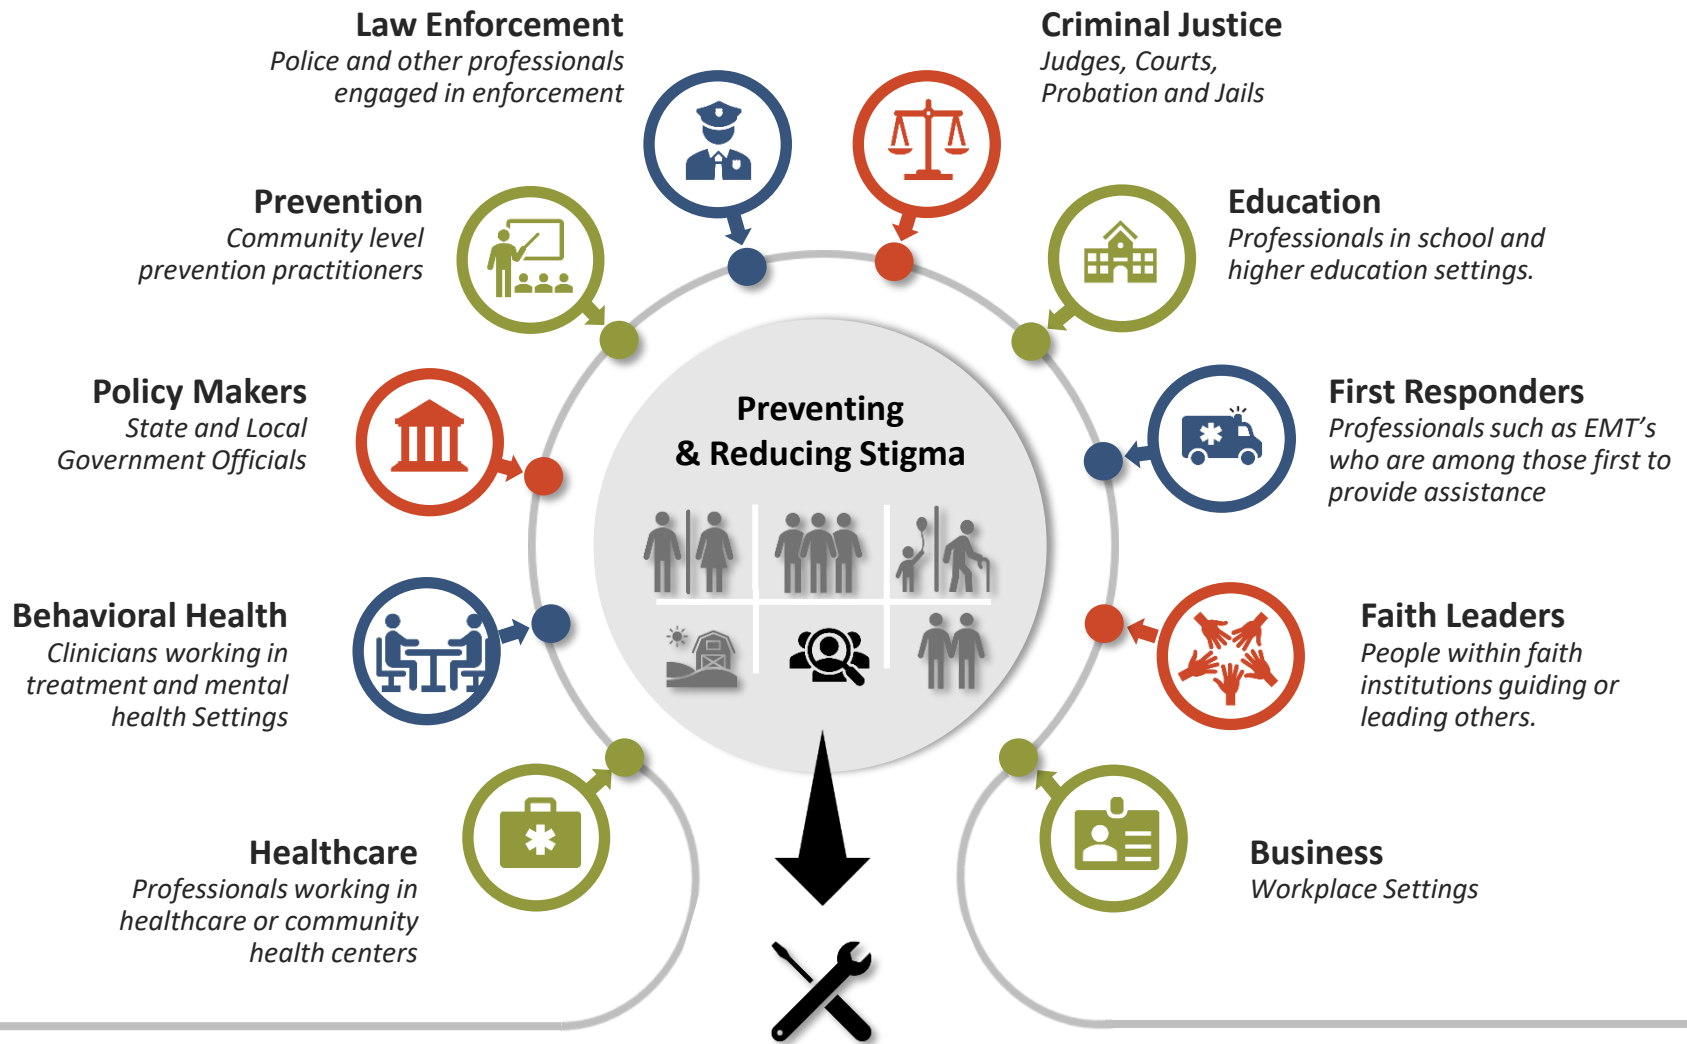 Law Enforcement
Police and other professionals
engaged in enforcement
Criminal Justice
Judges, Courts,
Probation and Jails
Prevention
Community level
prevention practitioners
Education
Professionals in school and
higher education settings.
Policy Makers
State and Local
Government Officials
Preventing
& Reducing Stigma
First Responders
Professionals such as EMT's
who are among those first to
provide assistance
Behavioral Health
Clinicians working in
treatment and mental
health Settings
Faith Leaders
People within faith
institutions guiding or
leading others.
Healthcare
Professionals working in
healthcare or community
health centers
Business
Workplace Settings